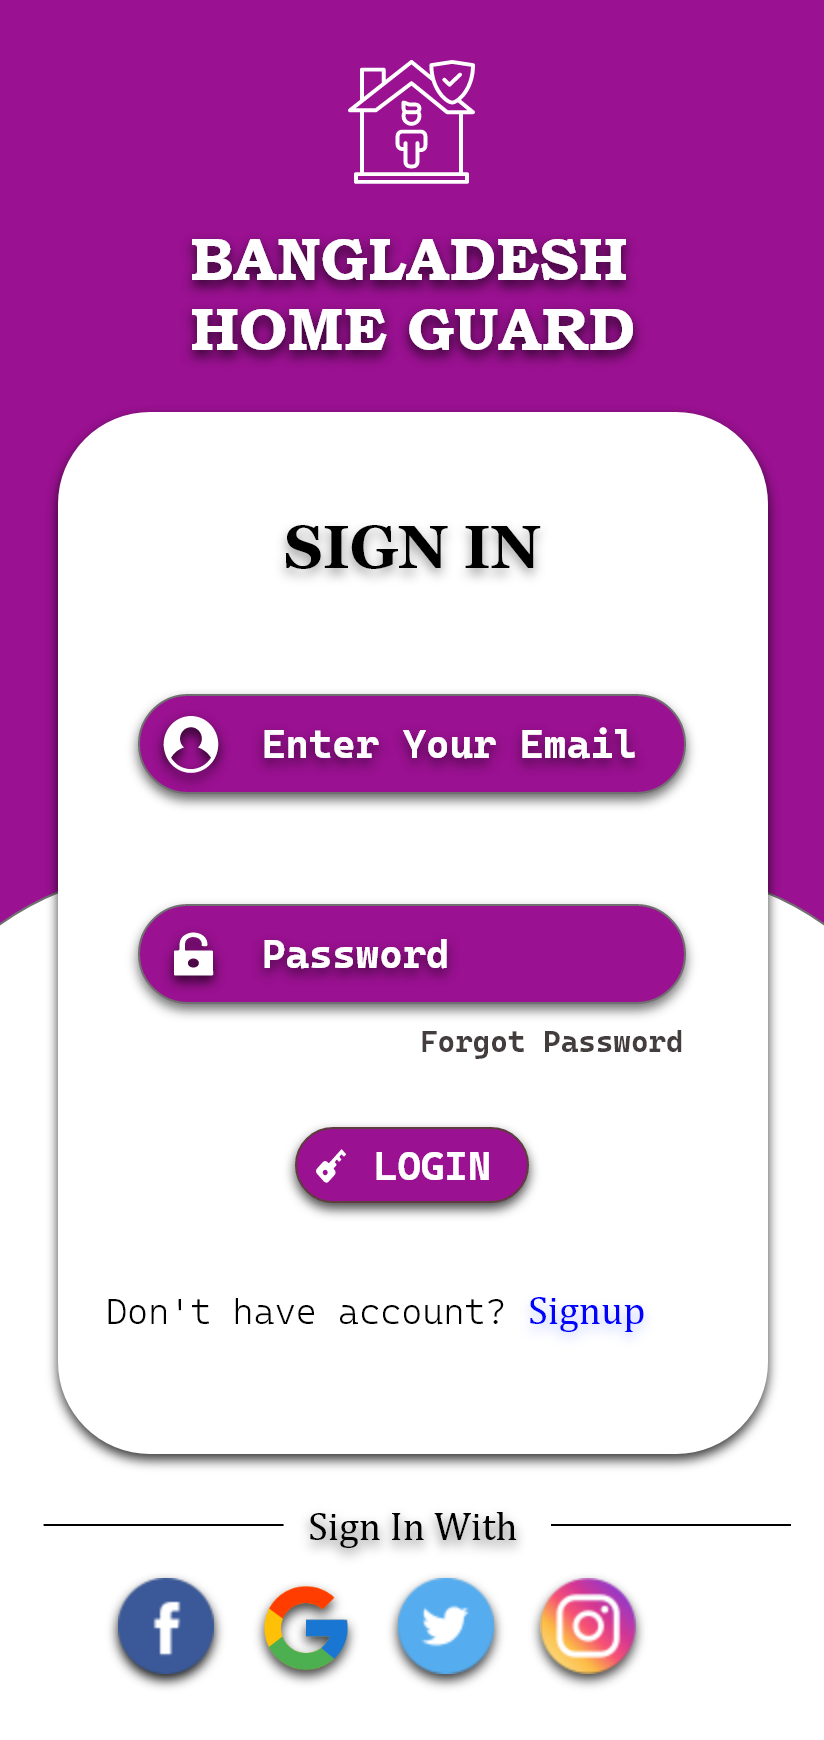 BANGLADESH
HOME GUARD
SIGN IN
Enter Your Email
Password
Forgot Password
LOGIN
Don't have account? Signup
Sign In With